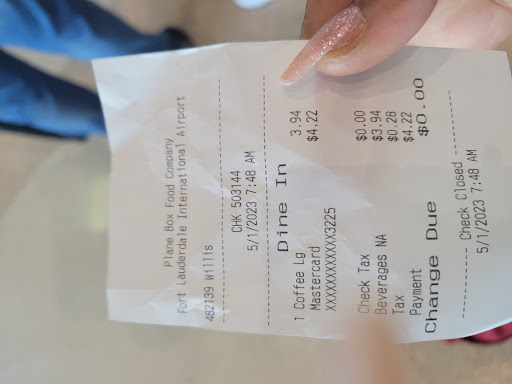 Plane Box Food Company
Fort Lauderdale International Airport
482139 Willis
CHK 503144
5/1/2023 7:48 AM
Dine In
1 Coffee Lg 3.94
Mastercard $4.22
XXXXXXXXXXXX3225
Check Tax $0.00
Beverages NA $3.94
Tax $0.28
Payment $4.22
Change Due $0.00
Check Closed
5/1/2023 7:48 AM